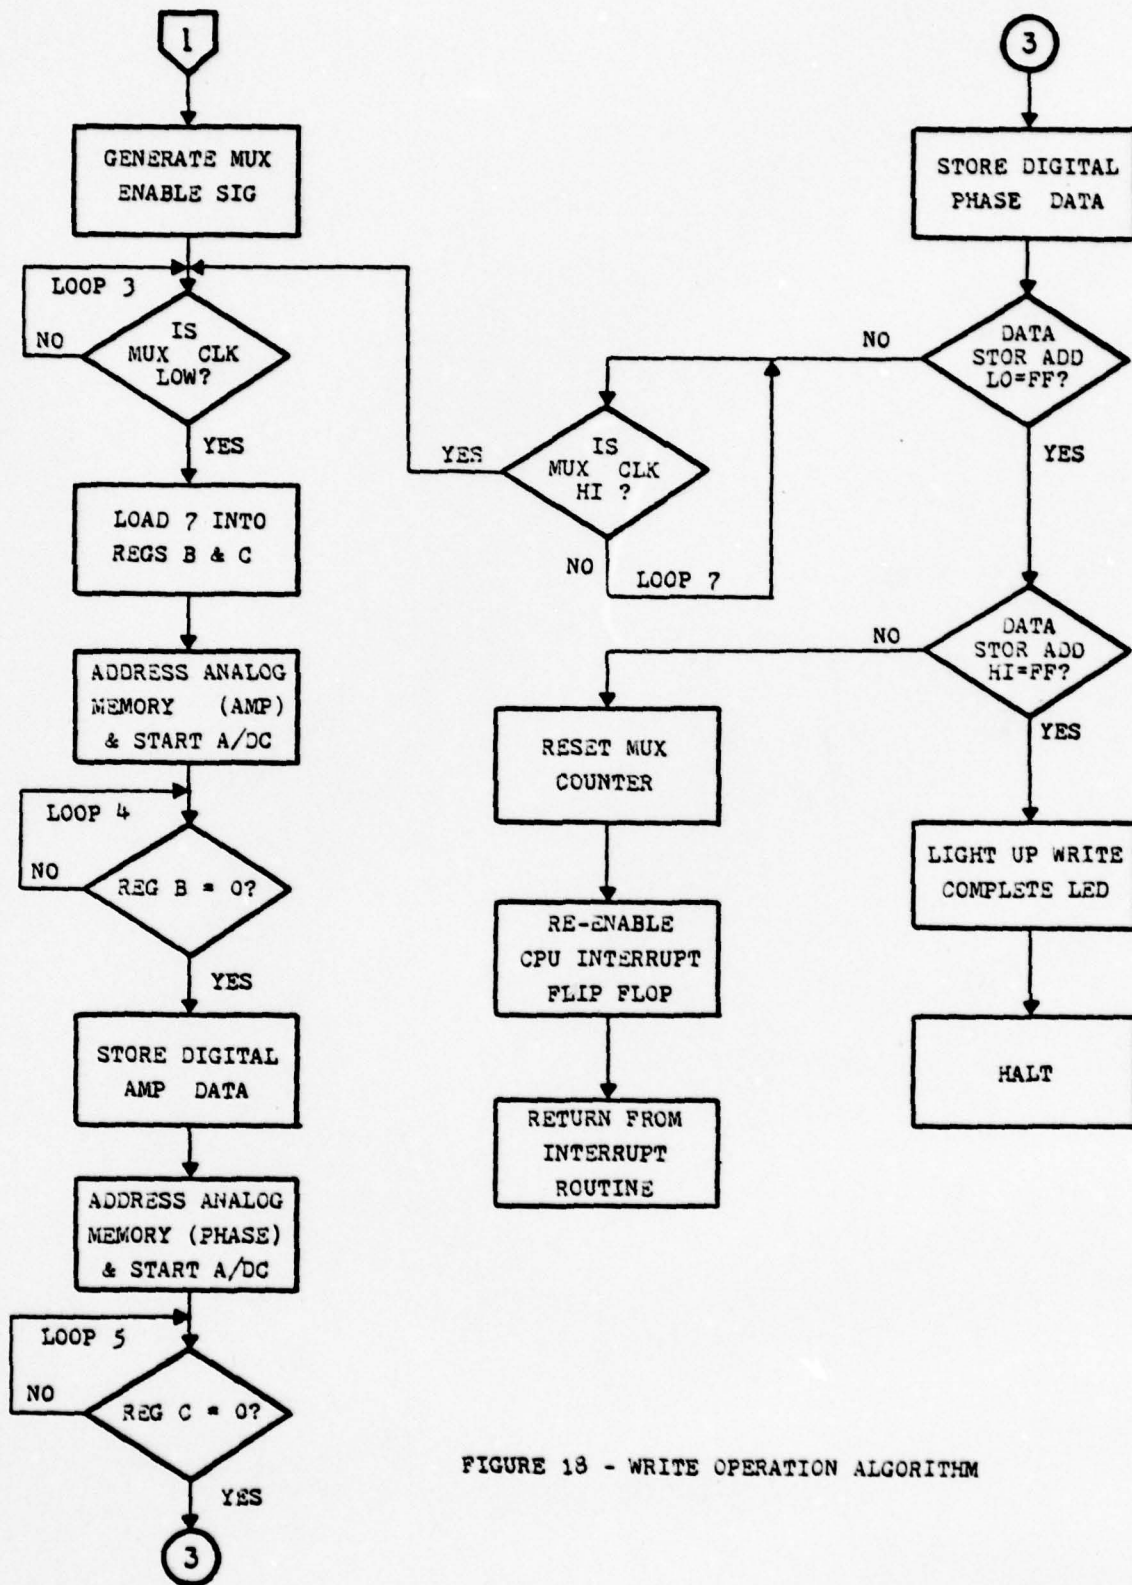 1
GENERATE MUX
ENABLE SIG
LOOP 3
NO
IS
MUX CLK
LOW?
YES
LOAD 7 INTO
REGS B & C
ADDRESS ANALOG
MEMORY (AMP)
& START A/DC
LOOP 4
NO
REG B = 0?
YES
STORE DIGITAL
AMP DATA
ADDRESS ANALOG
MEMORY (PHASE)
& START A/DC
LOOP 5
NO
REG C = 0?
YES
3
3
STORE DIGITAL
PHASE DATA
DATA
STOR ADD
LO=FF?
NO
YES
IS
MUX CLK
HI ?
YES
NO
LOOP 7
DATA
STOR ADD
HI=FF?
NO
YES
RESET MUX
COUNTER
RE-ENABLE
CPU INTERRUPT
FLIP FLOP
RETURN FROM
INTERRUPT
ROUTINE
LIGHT UP WRITE
COMPLETE LED
HALT
FIGURE 18 - WRITE OPERATION ALGORITHM